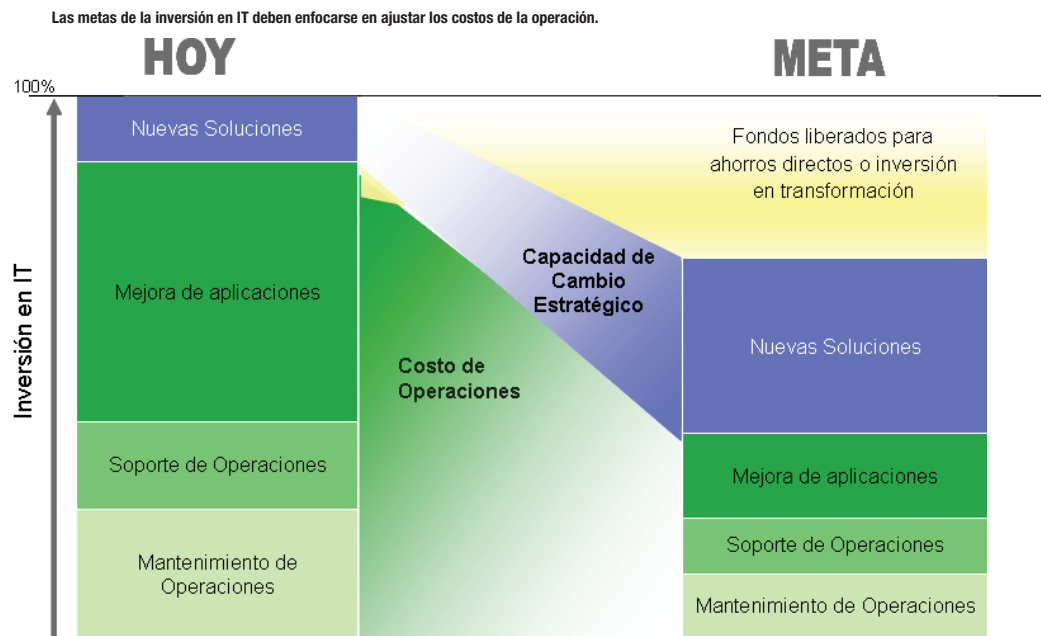 Las metas de la inversión en IT deben enfocarse en ajustar los costos de la operación.
HOY
META
100%
Inversión en IT
Nuevas Soluciones
Mejora de aplicaciones
Soporte de Operaciones
Mantenimiento de
Operaciones
Costo de
Operaciones
Capacidad de
Cambio
Estratégico
Fondos liberados para
ahorros directos o inversión
en transformación
Nuevas Soluciones
Mejora de aplicaciones
Soporte de Operaciones
Mantenimiento de Operaciones